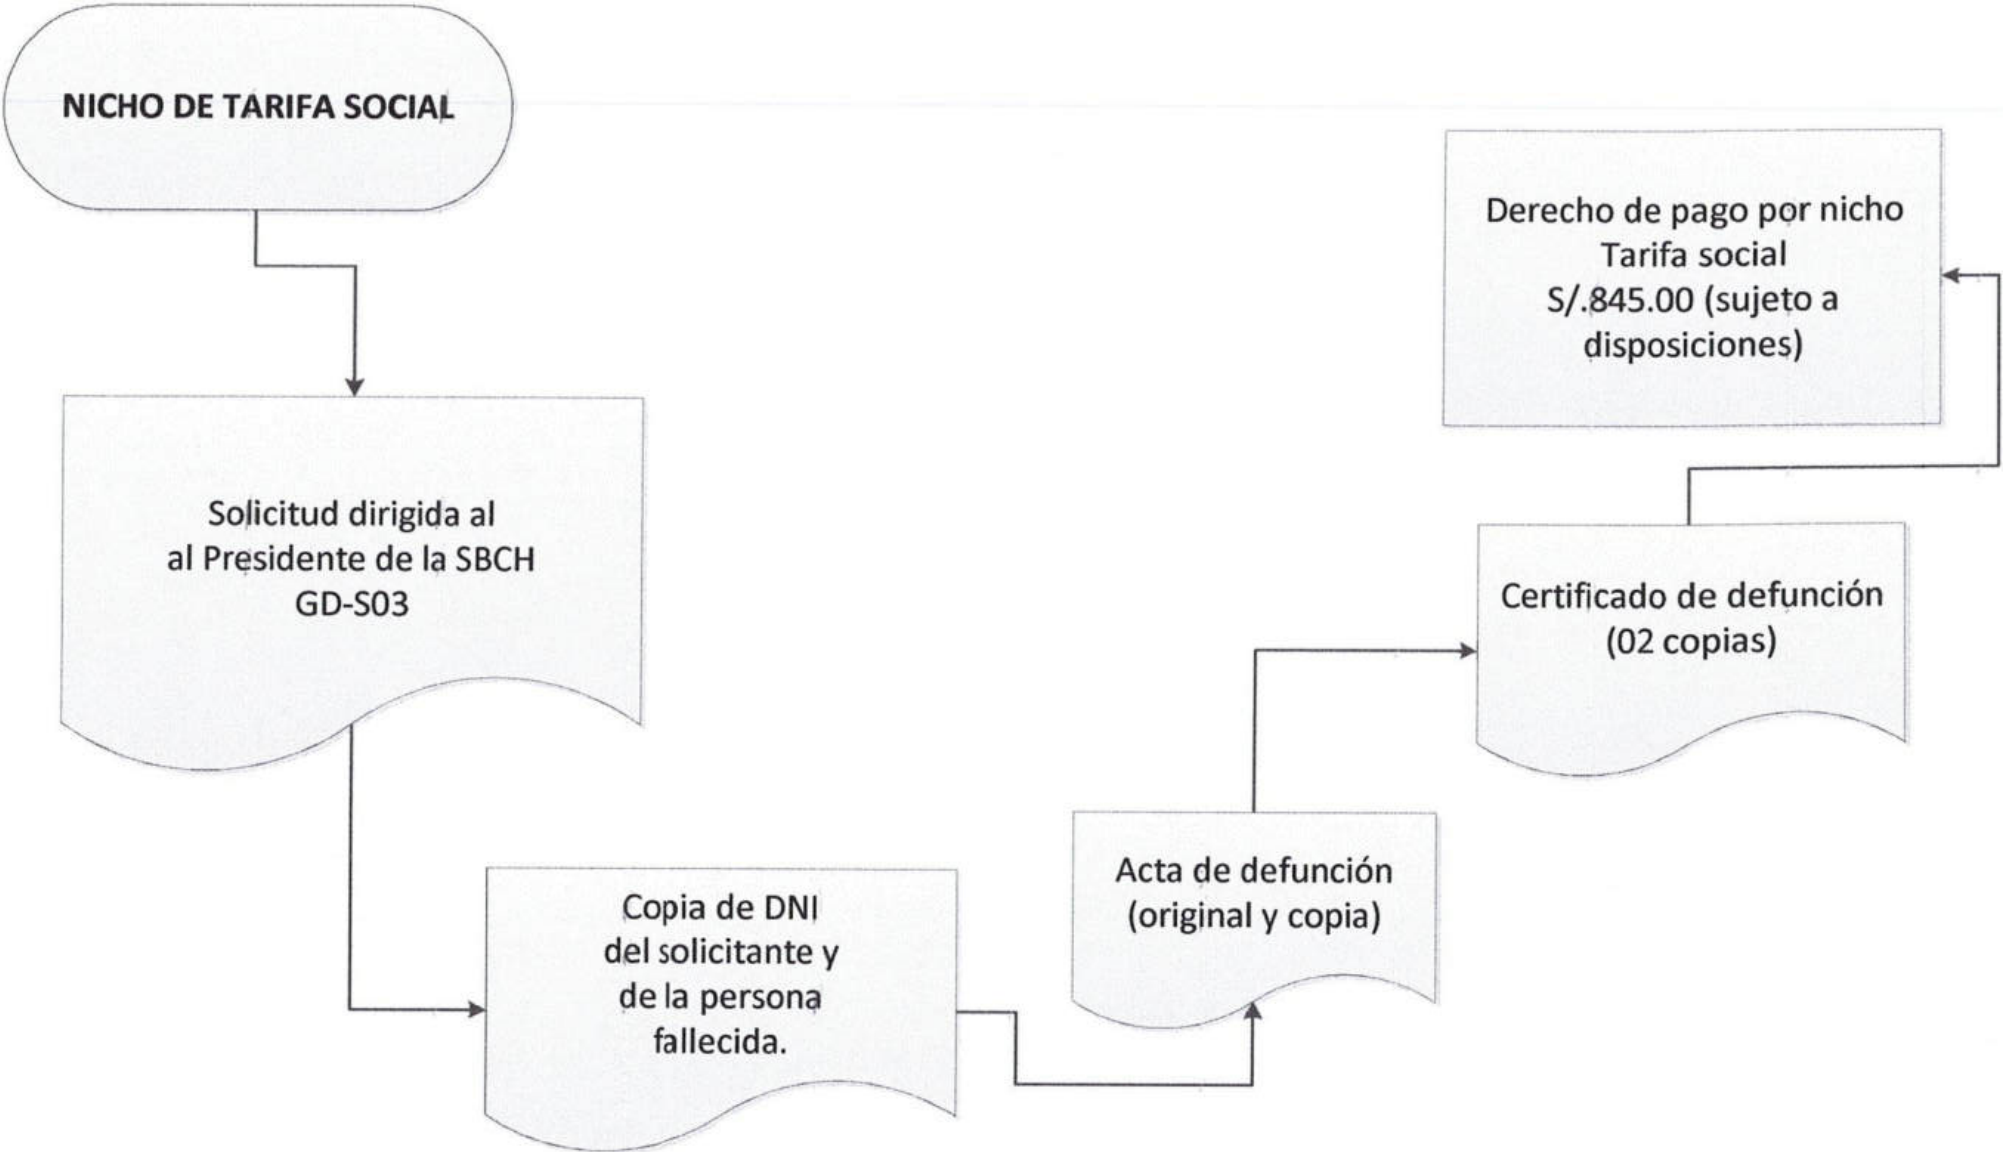 NICHO DE TARIFA SOCIAL
Solicitud dirigida al
al Presidente de la SBCH
GD-S03
Copia de DNI
del solicitante y
de la persona
fallecida.
Acta de defunción
(original y copia)
Certificado de defunción
(02 copias)
Derecho de pago por nicho
Tarifa social
S/.845.00 (sujeto a
disposiciones)